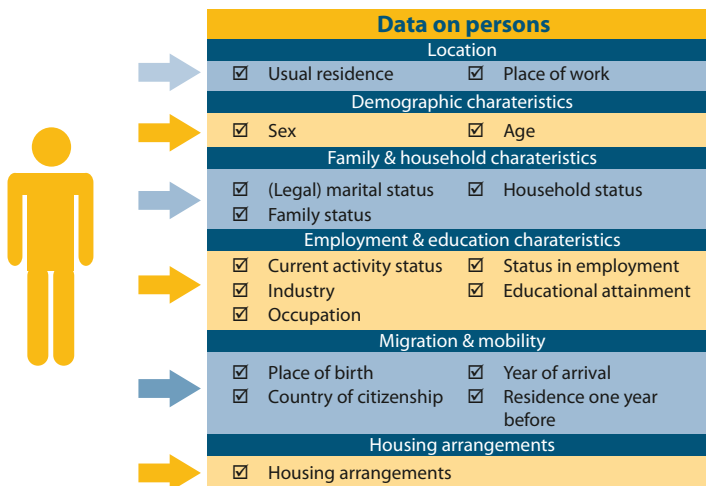 Data on persons
Location
☑ Usual residence ☑ Place of work
Demographic charateristics
☑ Sex ☑ Age
Family & household charateristics
☑ (Legal) marital status ☑ Household status
☑ Family status
Employment & education charateristics
☑ Current activity status ☑ Status in employment
☑ Industry ☑ Educational attainment
☑ Occupation
Migration & mobility
☑ Place of birth ☑ Year of arrival
☑ Country of citizenship ☑ Residence one year
before
Housing arrangements
☑ Housing arrangements